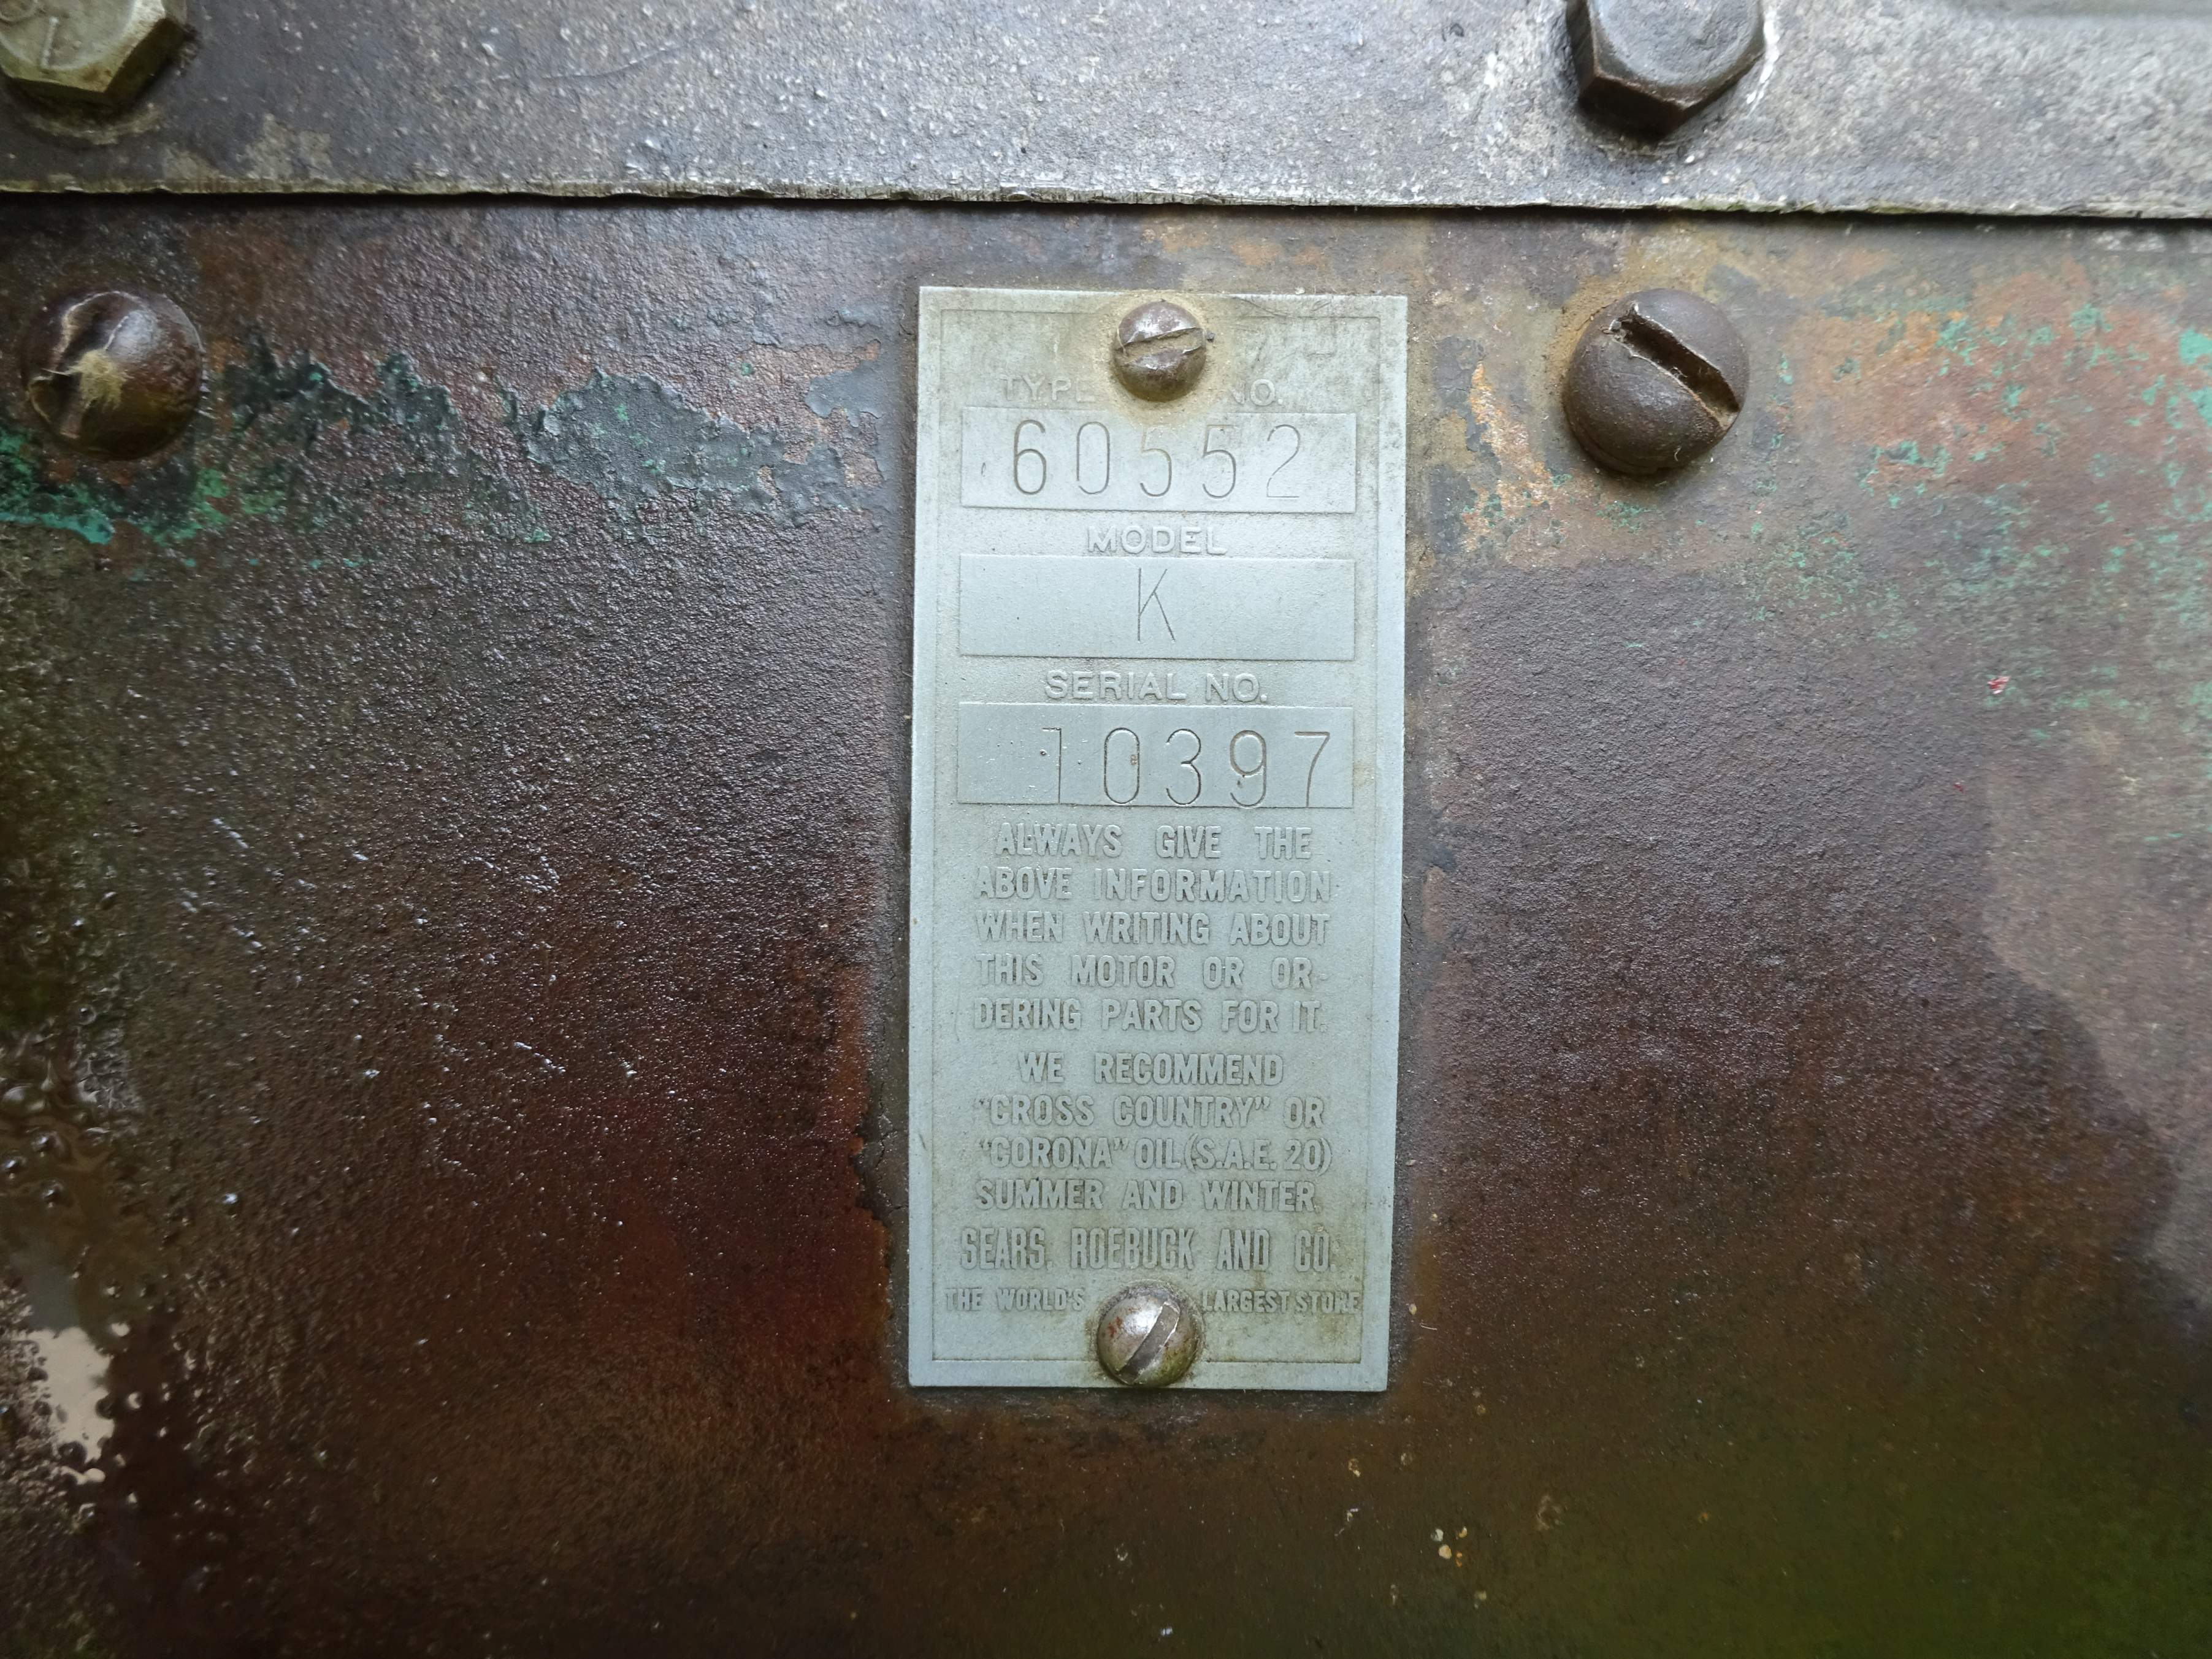 TYPE NO.
60552
MODEL
K
SERIAL NO.
10397
ALWAYS GIVE THE
ABOVE INFORMATION
WHEN WRITING ABOUT
THIS MOTOR OR OR-
DERING PARTS FOR IT.
WE RECOMMEND
"CROSS COUNTRY" OR
"CORONA" OIL (S.A.E. 20)
SUMMER AND WINTER.
SEARS, ROEBUCK AND CO.
THE WORLD'S LARGEST STORE